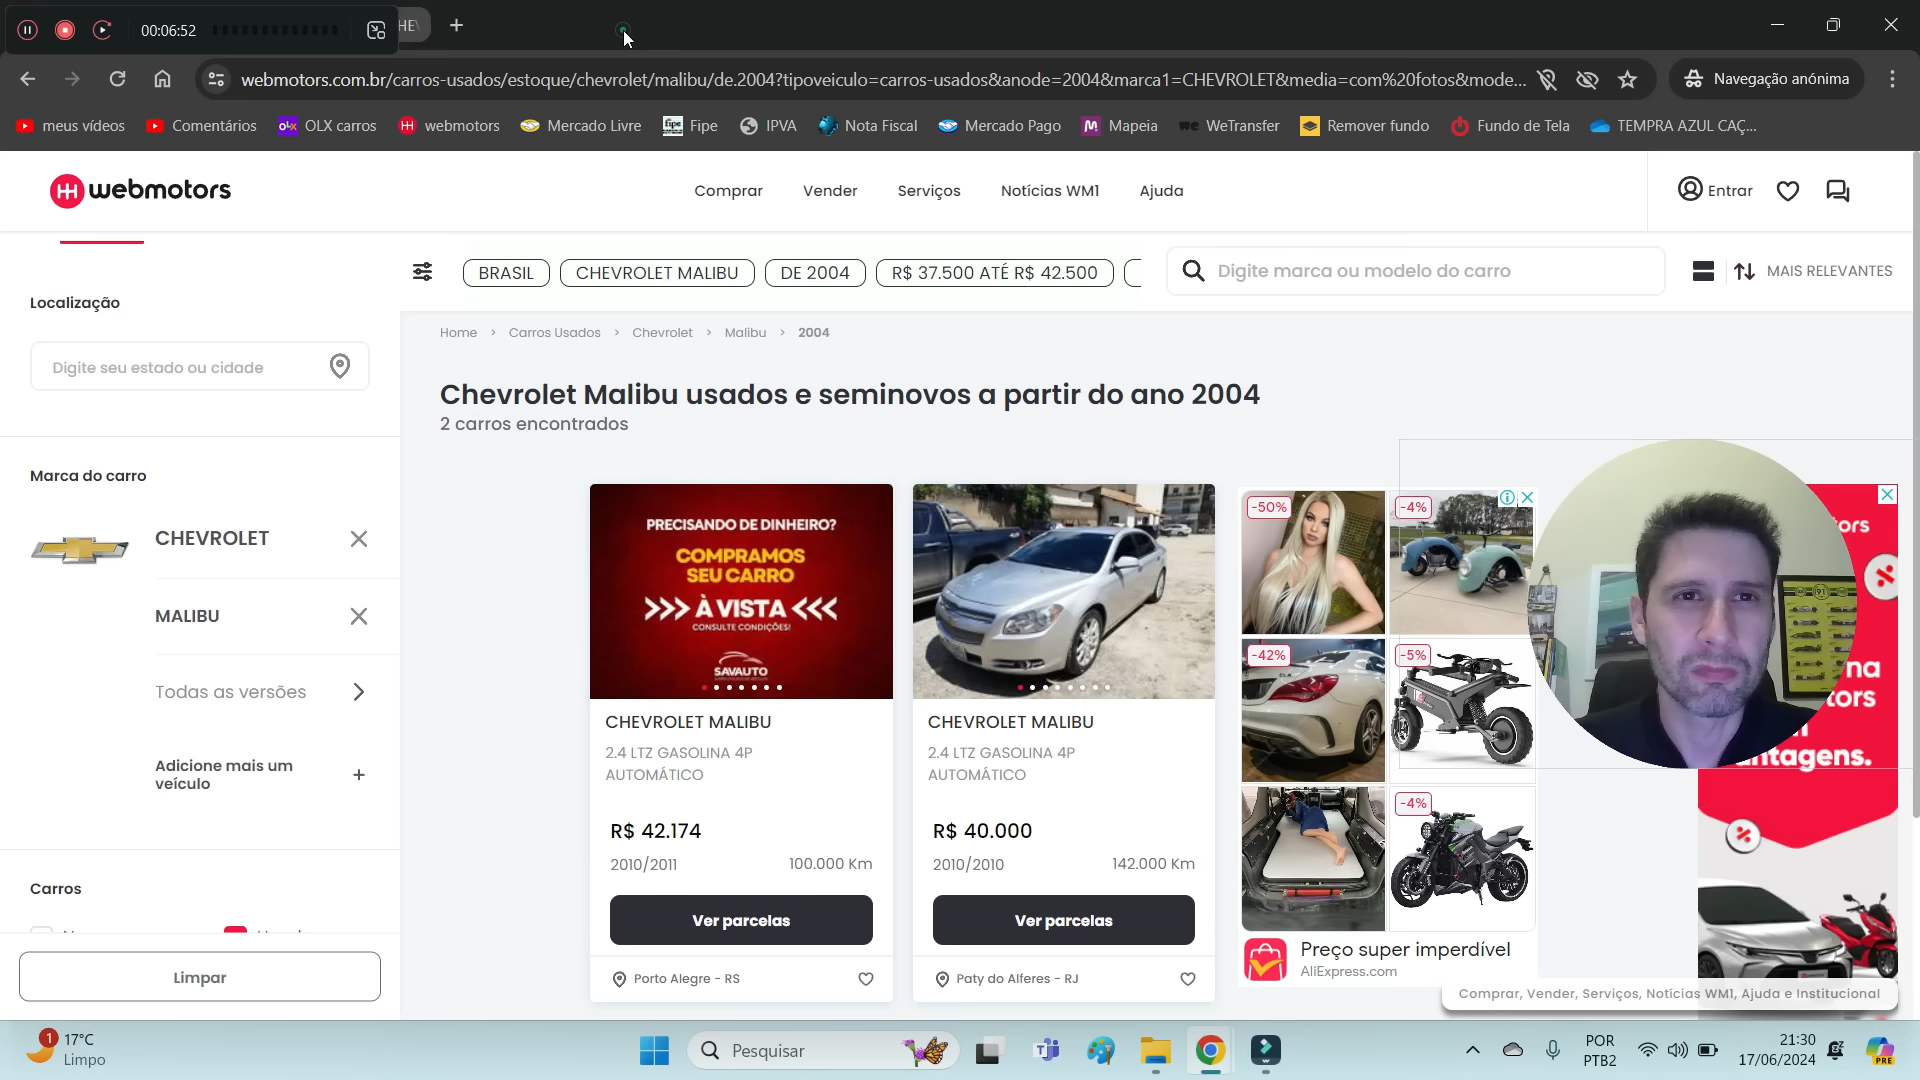 00:06:52
webmotors.com.br/carros-usados/estoque/chevrolet/malibu/de.2004?tipoveiculo=carros-usados&anode=2004&marca1=CHEVROLET&media=com%20fotos&mode...
Navegação anónima
meus vídeos
Comentários
OLX carros
webmotors
Mercado Livre
Fipe
IPVA
Nota Fiscal
Mercado Pago
Mapeia
WeTransfer
Remover fundo
Fundo de Tela
TEMPRA AZUL CAÇ...
webmotors
Comprar
Vender
Serviços
Notícias WM1
Ajuda
Entrar
BRASIL
CHEVROLET MALIBU
DE 2004
R$ 37.500 ATÉ R$ 42.500
Digite marca ou modelo do carro
MAIS RELEVANTES
Localização
Digite seu estado ou cidade
Marca do carro
CHEVROLET
MALIBU
Todas as versões
Adicione mais um
veículo
Carros
Limpar
Home > Carros Usados > Chevrolet > Malibu > 2004
Chevrolet Malibu usados e seminovos a partir do ano 2004
2 carros encontrados
PRECISANDO DE DINHEIRO?
COMPRAMOS
SEU CARRO
>>> À VISTA <<<
CONSULTE CONDIÇÕES!
SAVAUTO
CHEVROLET MALIBU
2.4 LTZ GASOLINA 4P
AUTOMÁTICO
R$ 42.174
2010/2011
100.000 Km
Ver parcelas
Porto Alegre - RS
CHEVROLET MALIBU
2.4 LTZ GASOLINA 4P
AUTOMÁTICO
R$ 40.000
2010/2010
142.000 Km
Ver parcelas
Paty do Alferes - RJ
-50%
-4%
-42%
-5%
-4%
Preço super imperdível
AliExpress.com
ors
na
tors
ntagens.
Comprar, Vender, Serviços, Notícias WM1, Ajuda e Institucional
1
17°C
Limpo
Pesquisar
POR
PTB2
21:30
17/06/2024
PRE